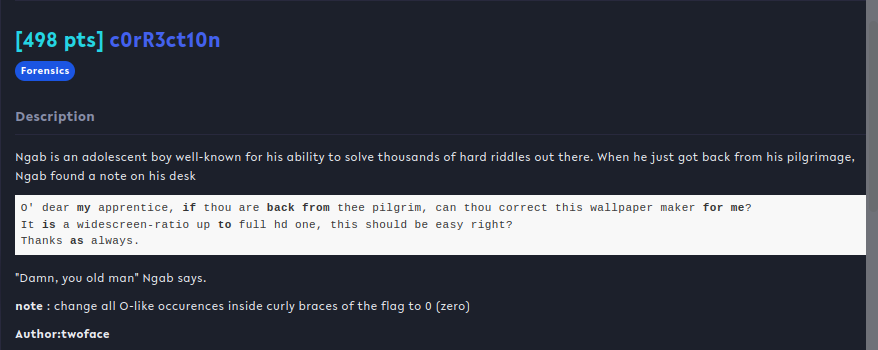 [498 pts] c0rR3ct10n
Forensics
Description
Ngab is an adolescent boy well-known for his ability to solve thousands of hard riddles out there. When he just got back from his pilgrimage,
Ngab found a note on his desk
O' dear my apprentice, if thou are back from thee pilgrim, can thou correct this wallpaper maker for me?
It is a widescreen-ratio up to full hd one, this should be easy right?
Thanks as always.
"Damn, you old man" Ngab says.
note : change all O-like occurences inside curly braces of the flag to 0 (zero)
Author:twoface